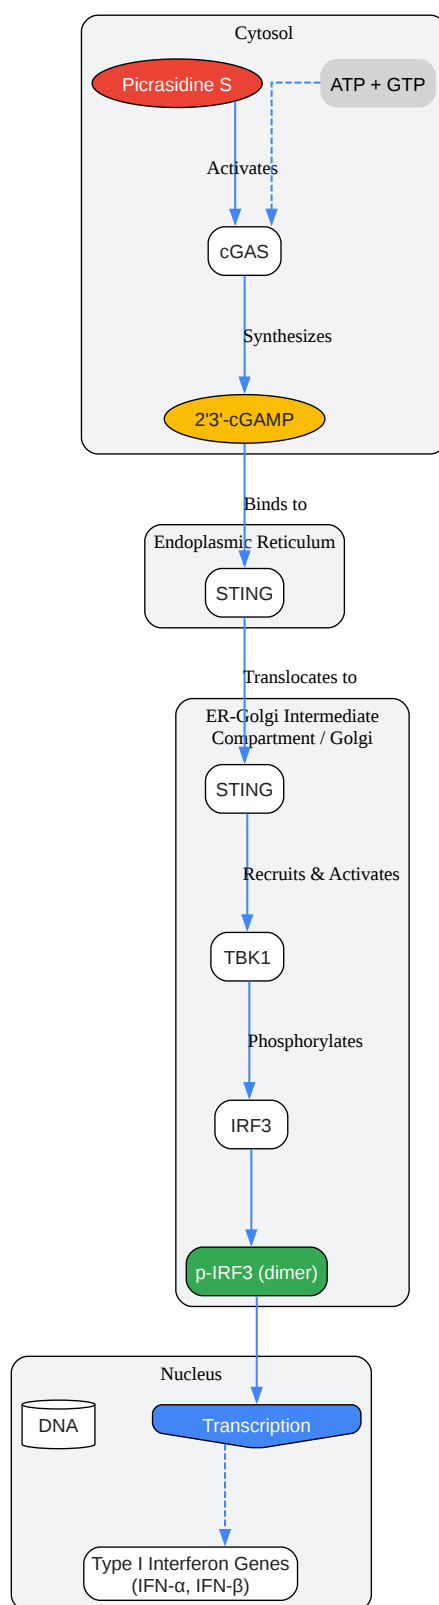 Cytosol
Picrasidine S
ATP + GTP
Activates
cGAS
Synthesizes
2'3'-cGAMP
Binds to
Endoplasmic Reticulum
STING
Translocates to
ER-Golgi Intermediate
Compartment / Golgi
STING
Recruits & Activates
TBK1
Phosphorylates
IRF3
p-IRF3 (dimer)
Nucleus
DNA
Transcription
Type I Interferon Genes
(IFN-α, IFN-β)